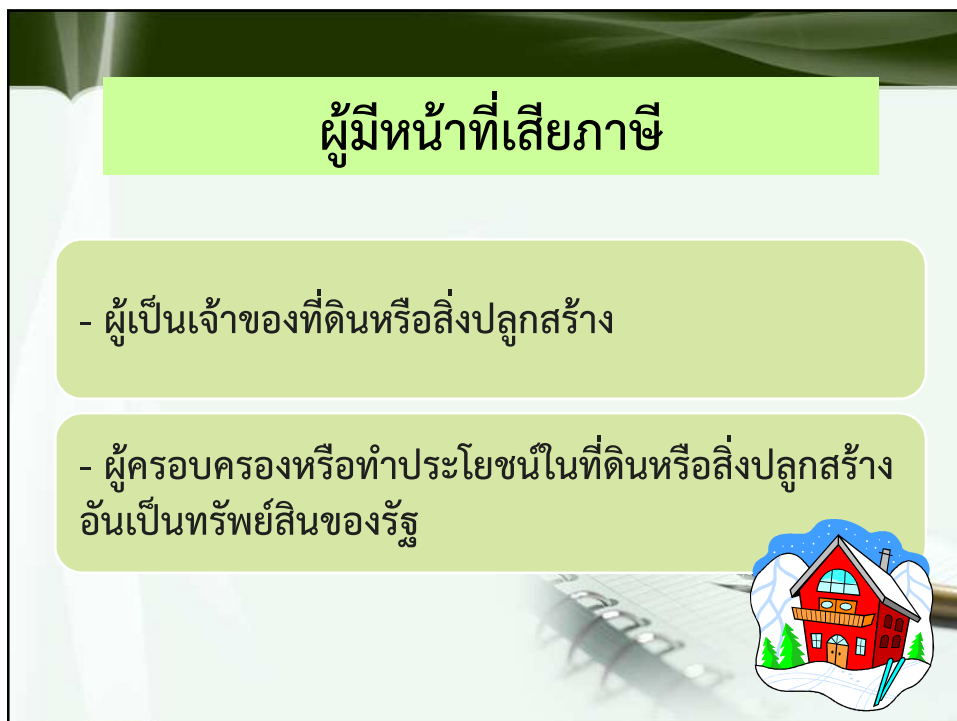 ผู้มีหน้าที่เสียภาษี
- ผู้เป็นเจ้าของที่ดินหรือสิ่งปลูกสร้าง
- ผู้ครอบครองหรือทำประโยชน์ในที่ดินหรือสิ่งปลูกสร้าง
อันเป็นทรัพย์สินของรัฐ